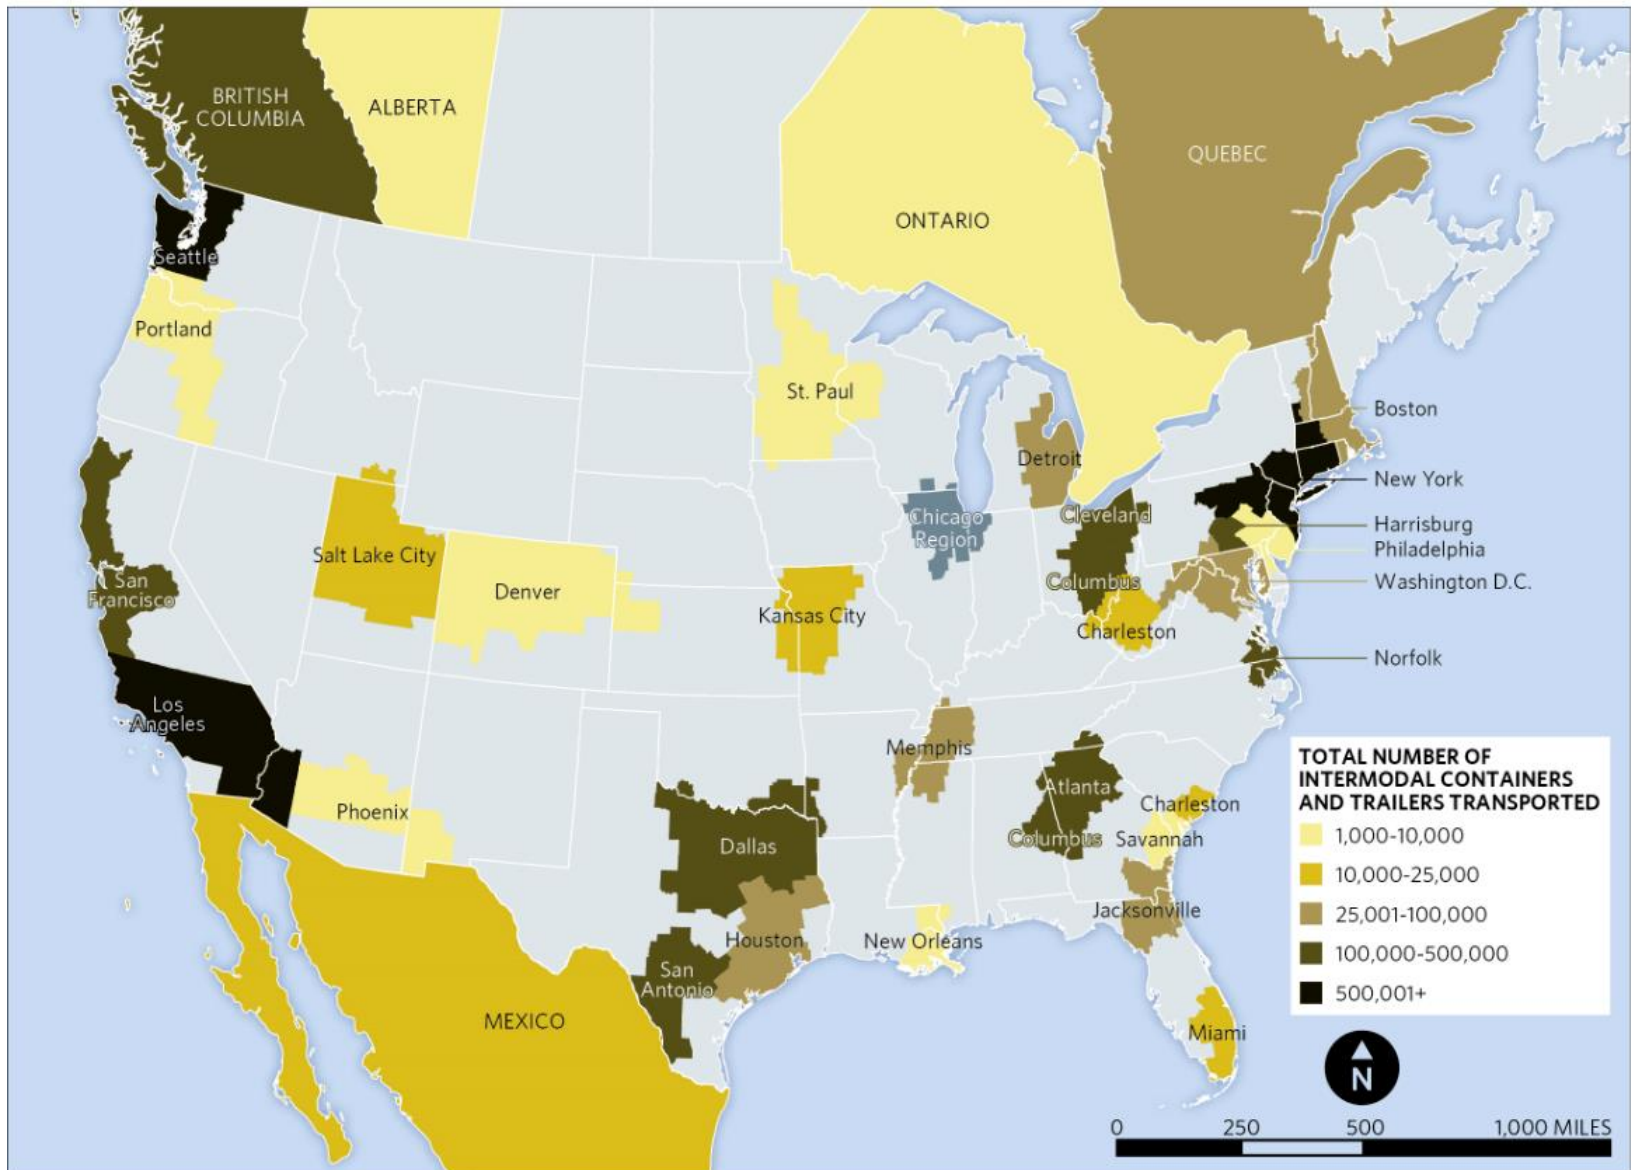 BRITISH
COLUMBIA
ALBERTA
QUEBEC
ONTARIO
Seattle
Portland
St. Paul
Boston
Detroit
New York
Cleveland
Chicago
Region
Harrisburg
Salt Lake City
Philadelphia
San
Francisco
Denver
Columbus
Washington D.C.
Kansas City
Charleston
Norfolk
Los
Angeles
Memphis
Phoenix
Atlanta
Charleston
Dallas
Columbus
Savannah
Jacksonville
Houston
New Orleans
San
Antonio
MEXICO
Miami
TOTAL NUMBER OF
INTERMODAL CONTAINERS
AND TRAILERS TRANSPORTED
1,000-10,000
10,000-25,000
25,001-100,000
100,000-500,000
500,001+
N
0 250 500 1,000 MILES